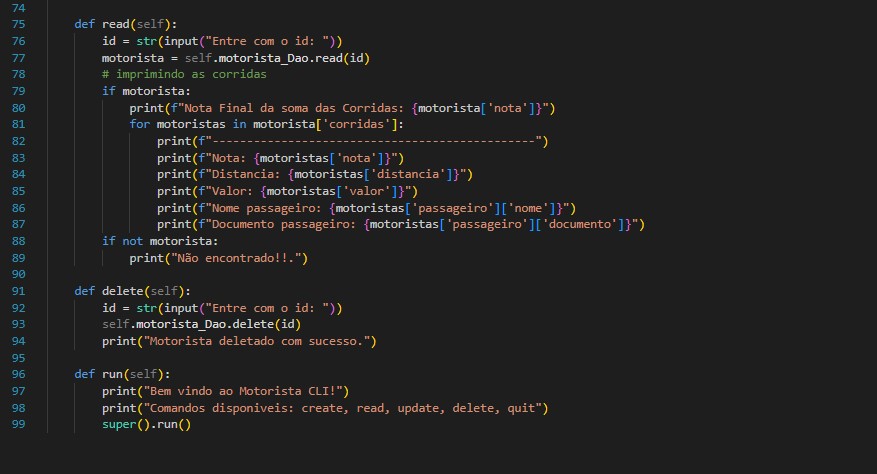 74
75 def read(self):
76 id = str(input("Entre com o id: "))
77 motorista = self.motorista_Dao.read(id)
78 # imprimindo as corridas
79 if motorista:
80 print(f"Nota Final da soma das Corridas: {motorista['nota']}")
81 for motoristas in motorista['corridas']:
82 print(f"-----------------------------------------------")
83 print(f"Nota: {motoristas['nota']}")
84 print(f"Distancia: {motoristas['distancia']}")
85 print(f"Valor: {motoristas['valor']}")
86 print(f"Nome passageiro: {motoristas['passageiro']['nome']}")
87 print(f"Documento passageiro: {motoristas['passageiro']['documento']}")
88 if not motorista:
89 print("Não encontrado!!.")
90
91 def delete(self):
92 id = str(input("Entre com o id: "))
93 self.motorista_Dao.delete(id)
94 print("Motorista deletado com sucesso.")
95
96 def run(self):
97 print("Bem vindo ao Motorista CLI!")
98 print("Comandos disponiveis: create, read, update, delete, quit")
99 super().run()